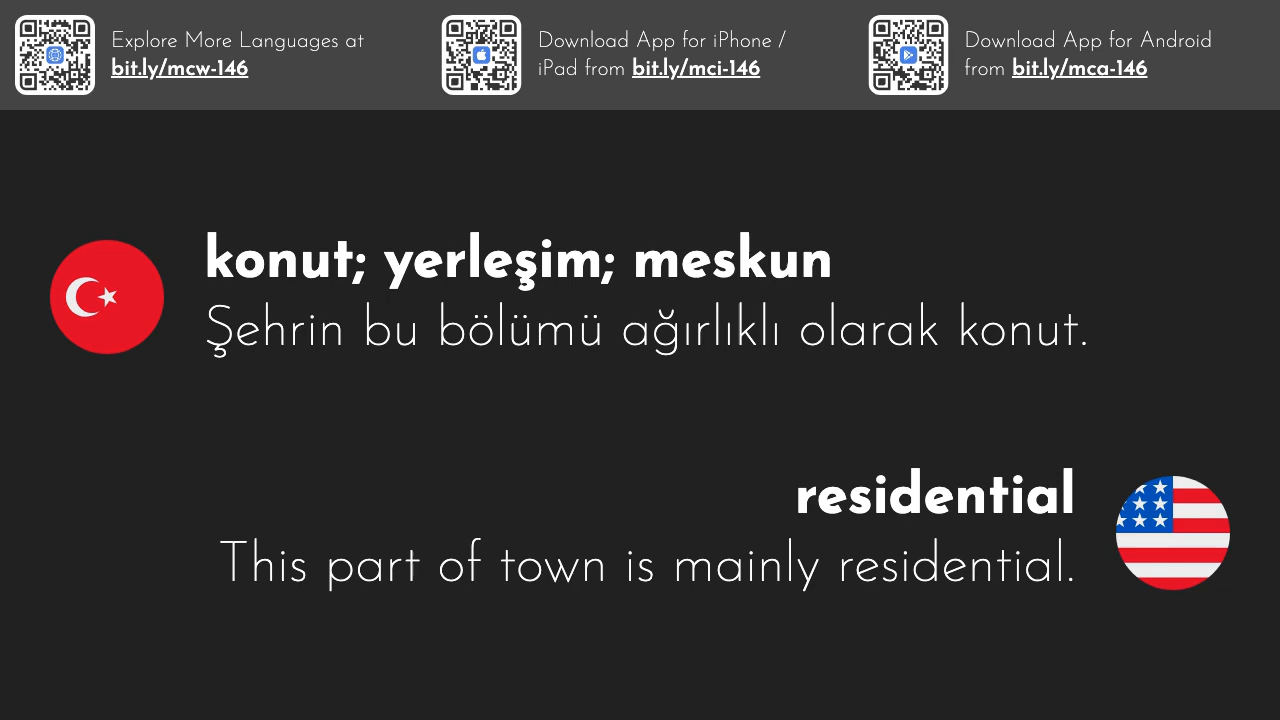 Explore More Languages at
bit.ly/mcw-146
Download App for iPhone /
iPad from bit.ly/mci-146
Download App for Android
from bit.ly/mca-146
konut; yerleşim; meskun
Şehrin bu bölümü ağırlıklı olarak konut.
residential
This part of town is mainly residential.